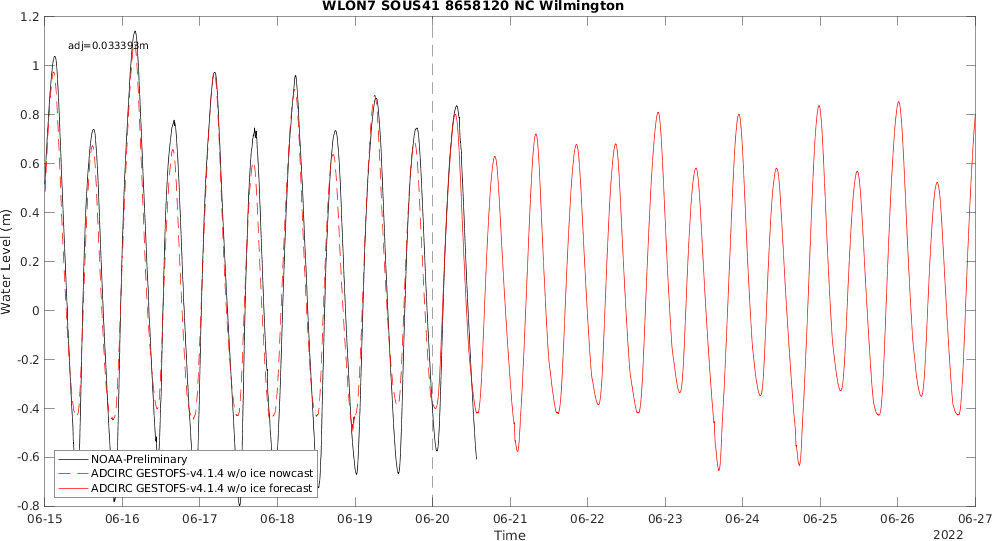 WLON7 SOUS41 8658120 NC Wilmington
1.2
adj=0.033393m
1
0.8
0.6
0.4
0.2
0
-0.2
-0.4
-0.6
-0.8
Water Level (m)
NOAA-Preliminary
ADCIRC GESTOFS-v4.1.4 w/o ice nowcast
ADCIRC GESTOFS-v4.1.4 w/o ice forecast
06-15 06-16 06-17 06-18 06-19 06-20 06-21 06-22 06-23 06-24 06-25 06-26 06-27
Time
2022